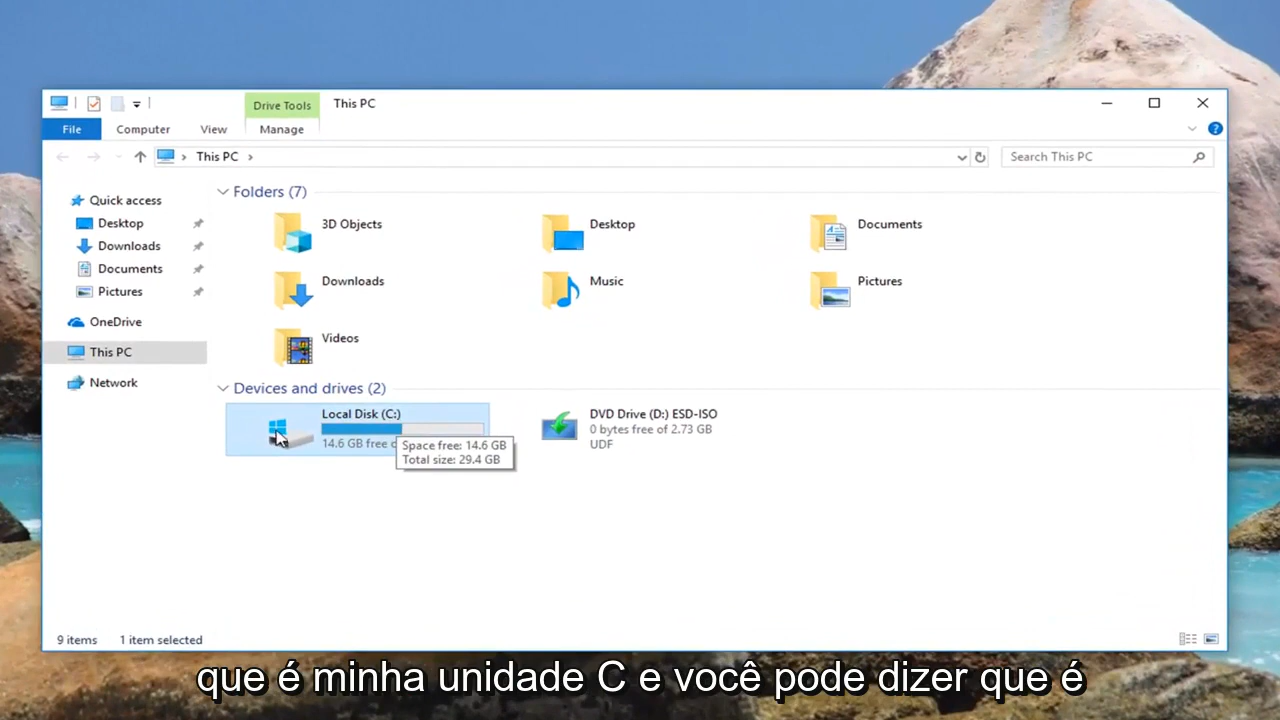 Drive Tools
This PC
File
Computer
View
Manage
This PC
Search This PC
Quick access
Desktop
Downloads
Documents
Pictures
OneDrive
This PC
Network
Folders (7)
3D Objects
Desktop
Documents
Downloads
Music
Pictures
Videos
Devices and drives (2)
Local Disk (C:)
14.6 GB free
Space free: 14.6 GB
Total size: 29.4 GB
DVD Drive (D:) ESD-ISO
0 bytes free of 2.73 GB
UDF
9 items
1 item selected
que é minha unidade C e você pode dizer que é